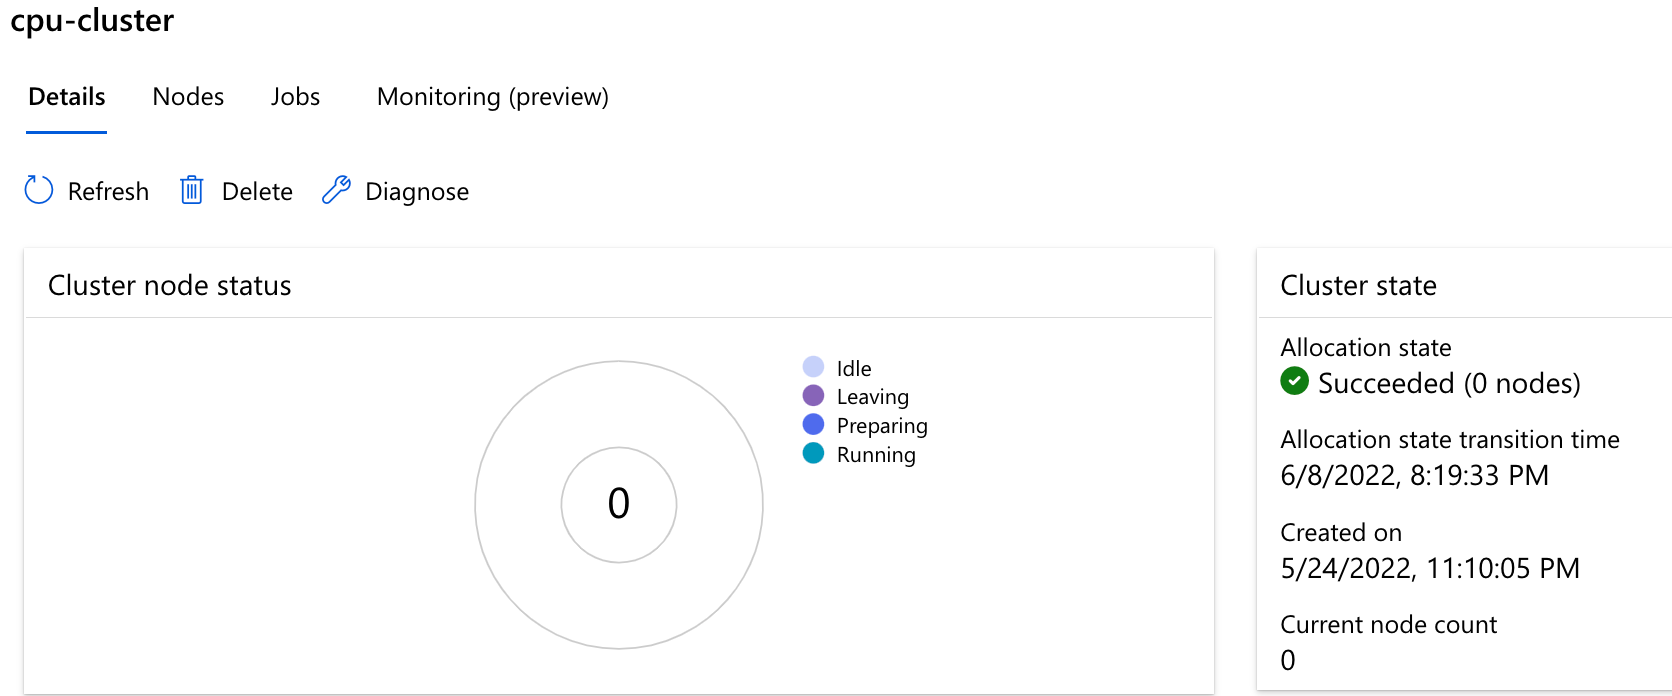 cpu-cluster
Details Nodes Jobs Monitoring (preview)
Refresh Delete Diagnose
Cluster node status
0
Idle
Leaving
Preparing
Running
Cluster state
Allocation state
Succeeded (0 nodes)
Allocation state transition time
6/8/2022, 8:19:33 PM
Created on
5/24/2022, 11:10:05 PM
Current node count
0